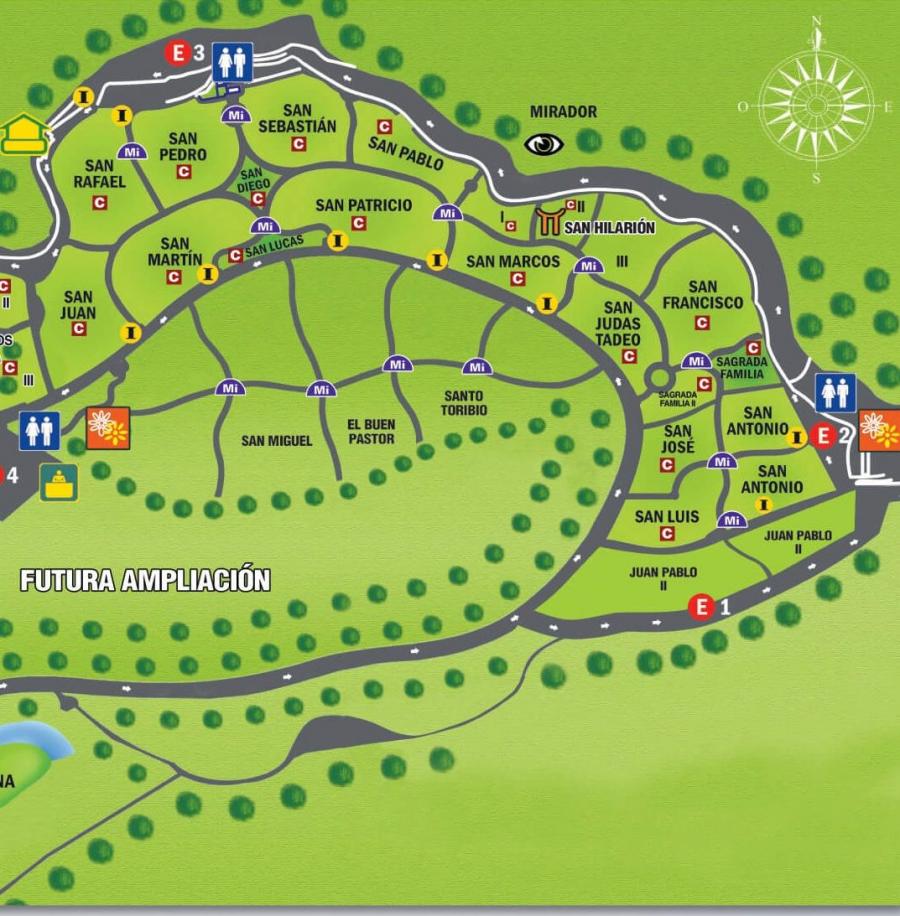 N
O
E
S
E 3
I
I
Mi
Mi
SAN
RAFAEL
C
SAN
PEDRO
C
SAN
SEBASTIÁN
C
C
SAN PABLO
MIRADOR
SAN
DIEGO
C
SAN PATRICIO
C
Mi
Mi
I
C
C
II
SAN HILARIÓN
SAN
MARTÍN
C
I
C
SAN LUCAS
I
I
SAN MARCOS
C
Mi
III
I
SAN
JUAN
C
I
C
II
OS
C
III
SAN
JUDAS
TADEO
C
SAN
FRANCISCO
C
Mi
C
SAGRADA
FAMILIA
C
SAGRADA
FAMILIA II
Mi
Mi
Mi
Mi
SAN MIGUEL
EL BUEN
PASTOR
SANTO
TORIBIO
SAN
JOSÉ
C
SAN
ANTONIO
I
E 2
Mi
SAN
ANTONIO
I
4
SAN LUIS
C
Mi
JUAN PABLO
II
JUAN PABLO
II
E 1
FUTURA AMPLIACIÓN
NA